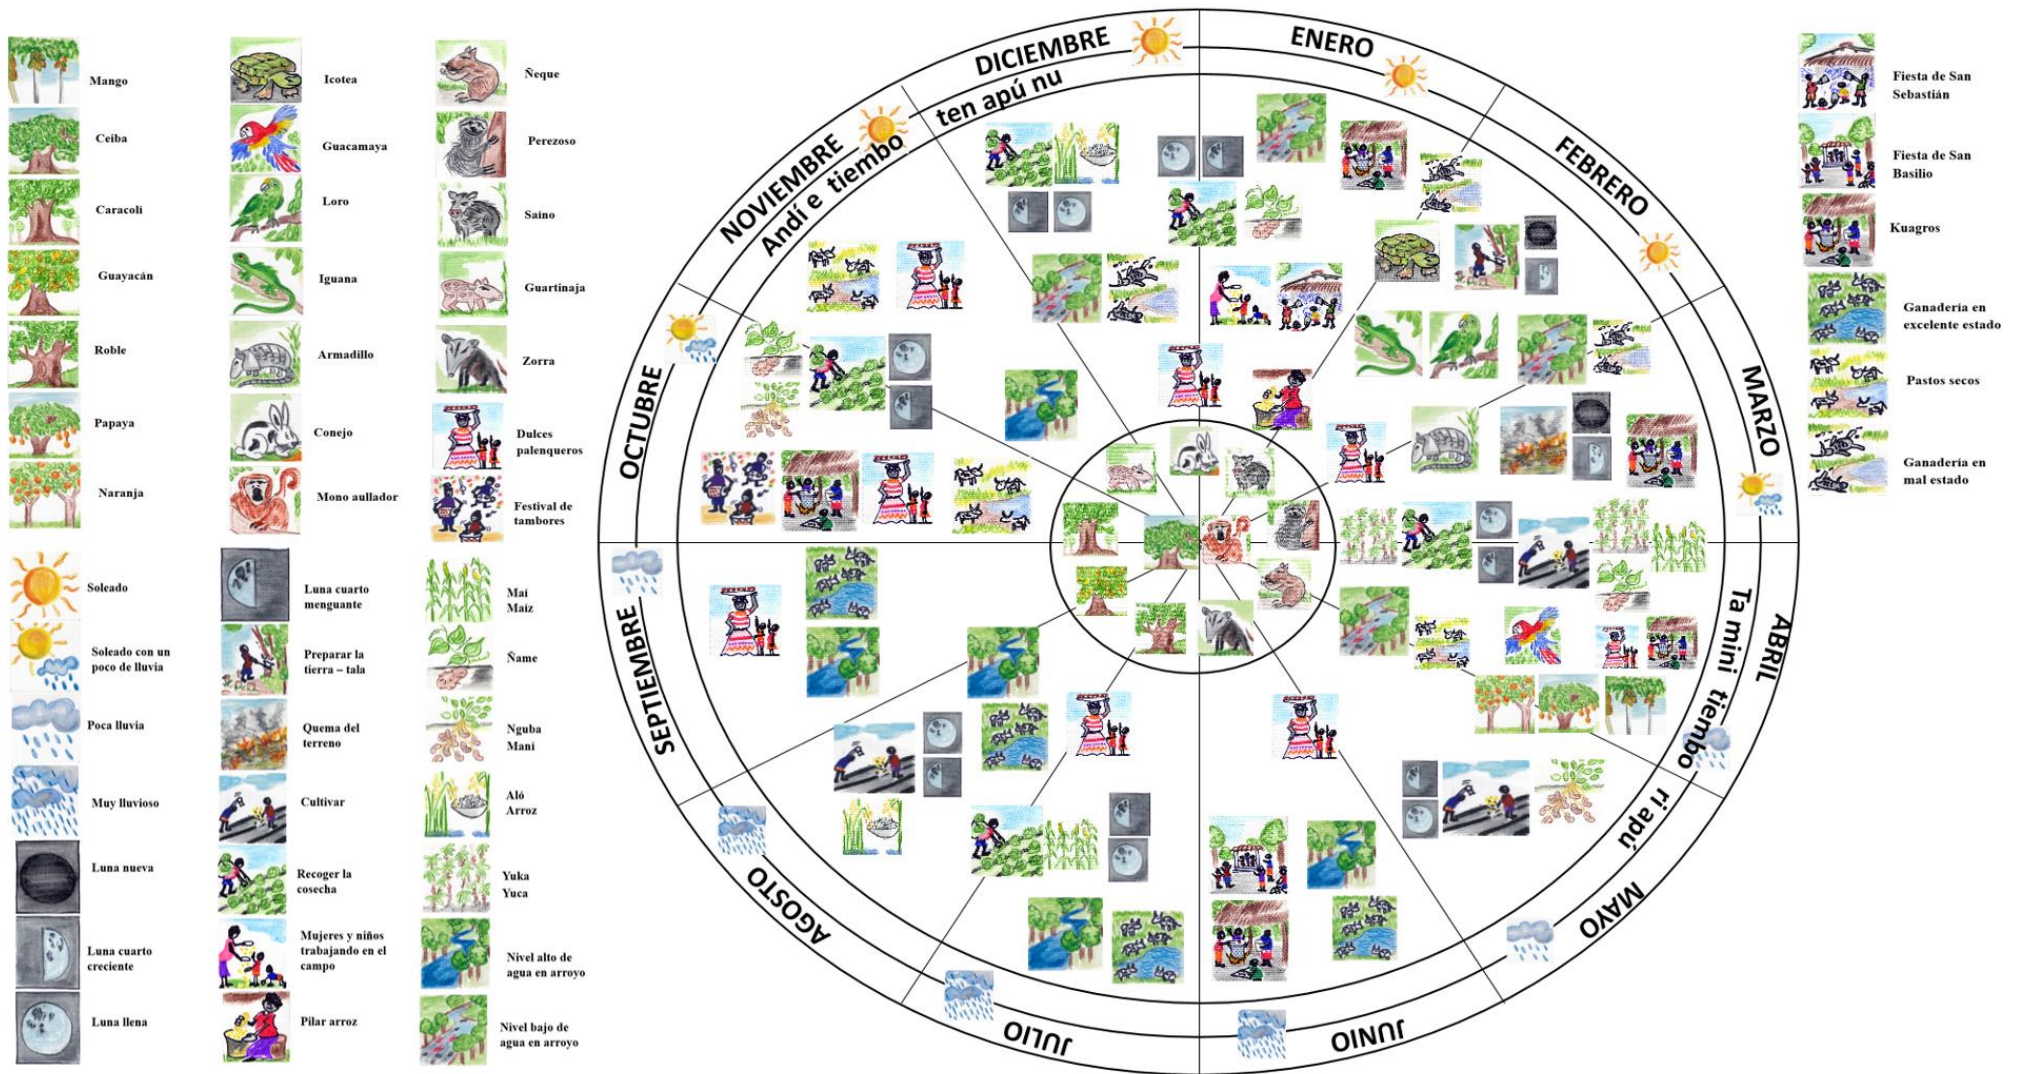 Mango
Ceiba
Caracolí
Guayacán
Roble
Papaya
Naranja
Icotea
Guacamaya
Loro
Iguana
Armadillo
Conejo
Mono aullador
Ñeque
Perezoso
Saíno
Guartinaja
Zorra
Dulces
palenqueros
Festival de
tambores
Soleado
Soleado con un
poco de lluvia
Poca lluvia
Muy lluvioso
Luna nueva
Luna cuarto
creciente
Luna llena
Luna cuarto
menguante
Preparar la
tierra – tala
Quema del
terreno
Cultivar
Recoger la
cosecha
Mujeres y niños
trabajando en el
campo
Pilar arroz
Maí
Maíz
Ñame
Nguba
Maní
Aló
Arroz
Yuka
Yuca
Nivel alto de
agua en arroyo
Nivel bajo de
agua en arroyo
ENERO
FEBRERO
MARZO
ABRIL
MAYO
JUNIO
JULIO
AGOSTO
SEPTIEMBRE
OCTUBRE
NOVIEMBRE
DICIEMBRE
Andí e tiembo ten apú nu
Ta mini tiembo ri apú
Fiesta de San
Sebastián
Fiesta de San
Basilio
Kuagros
Ganadería en
excelente estado
Pastos secos
Ganadería en
mal estado